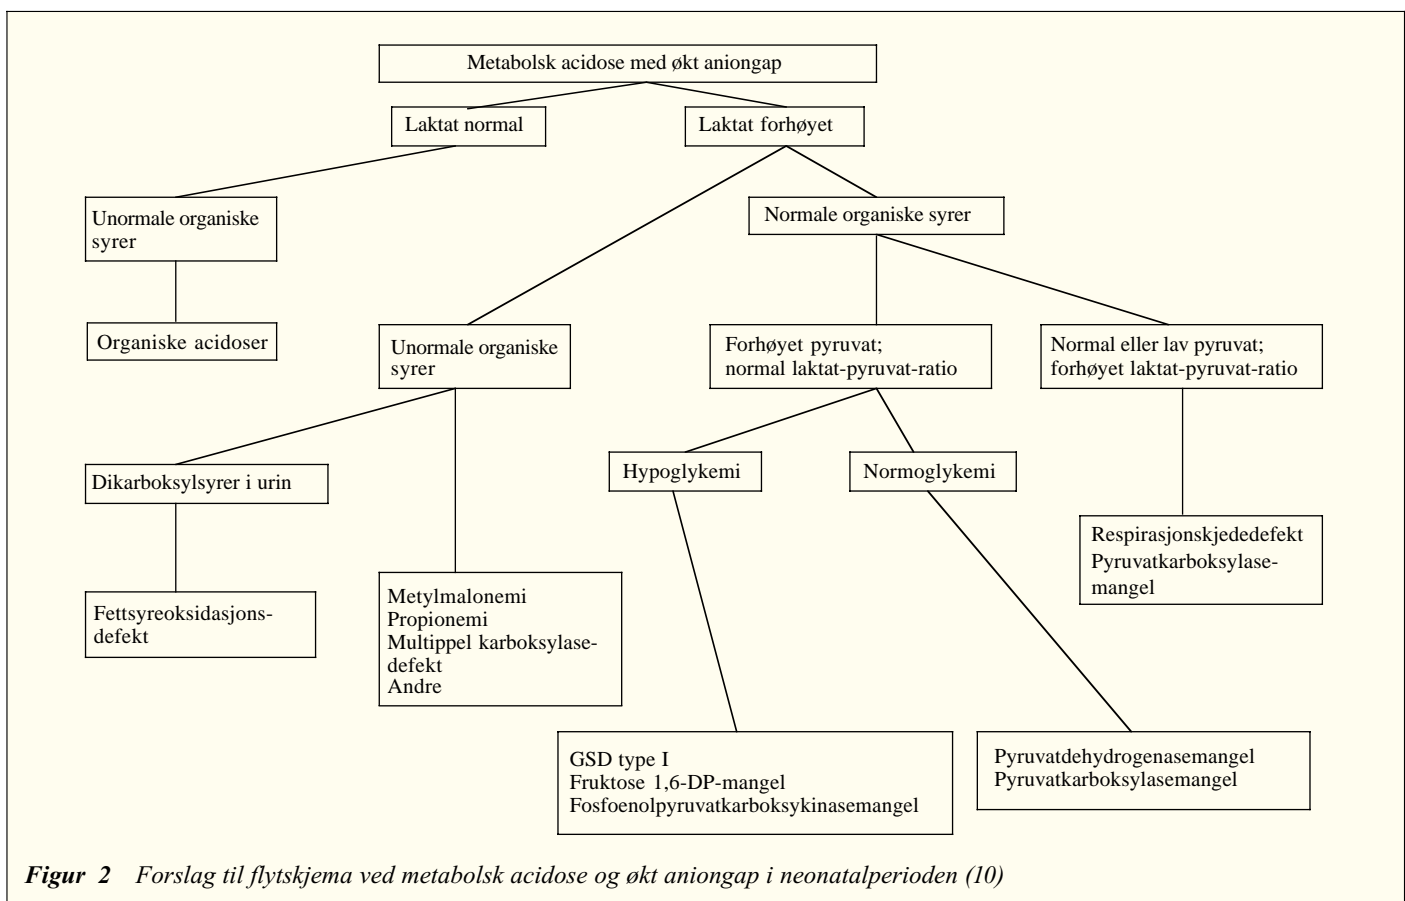 Metabolsk acidose med økt aniongap
Laktat normal
Laktat forhøyet
Unormale organiske
syrer
Normale organiske syrer
Organiske acidoser
Unormale organiske
syrer
Forhøyet pyruvat;
normal laktat-pyruvat-ratio
Normal eller lav pyruvat;
forhøyet laktat-pyruvat-ratio
Dikarboksylsyrer i urin
Hypoglykemi
Normoglykemi
Respirasjonskjededefekt
Pyruvatkarboksylase-
mangel
Fettsyreoksidasjons-
defekt
Metylmalonemi
Propionemi
Multippel karboksylase-
defekt
Andre
GSD type I
Fruktose 1,6-DP-mangel
Fosfoenolpyruvatkarboksykinasemangel
Pyruvatdehydrogenasemangel
Pyruvatkarboksylasemangel
Figur 2 Forslag til flytskjema ved metabolsk acidose og økt aniongap i neonatalperioden (10)